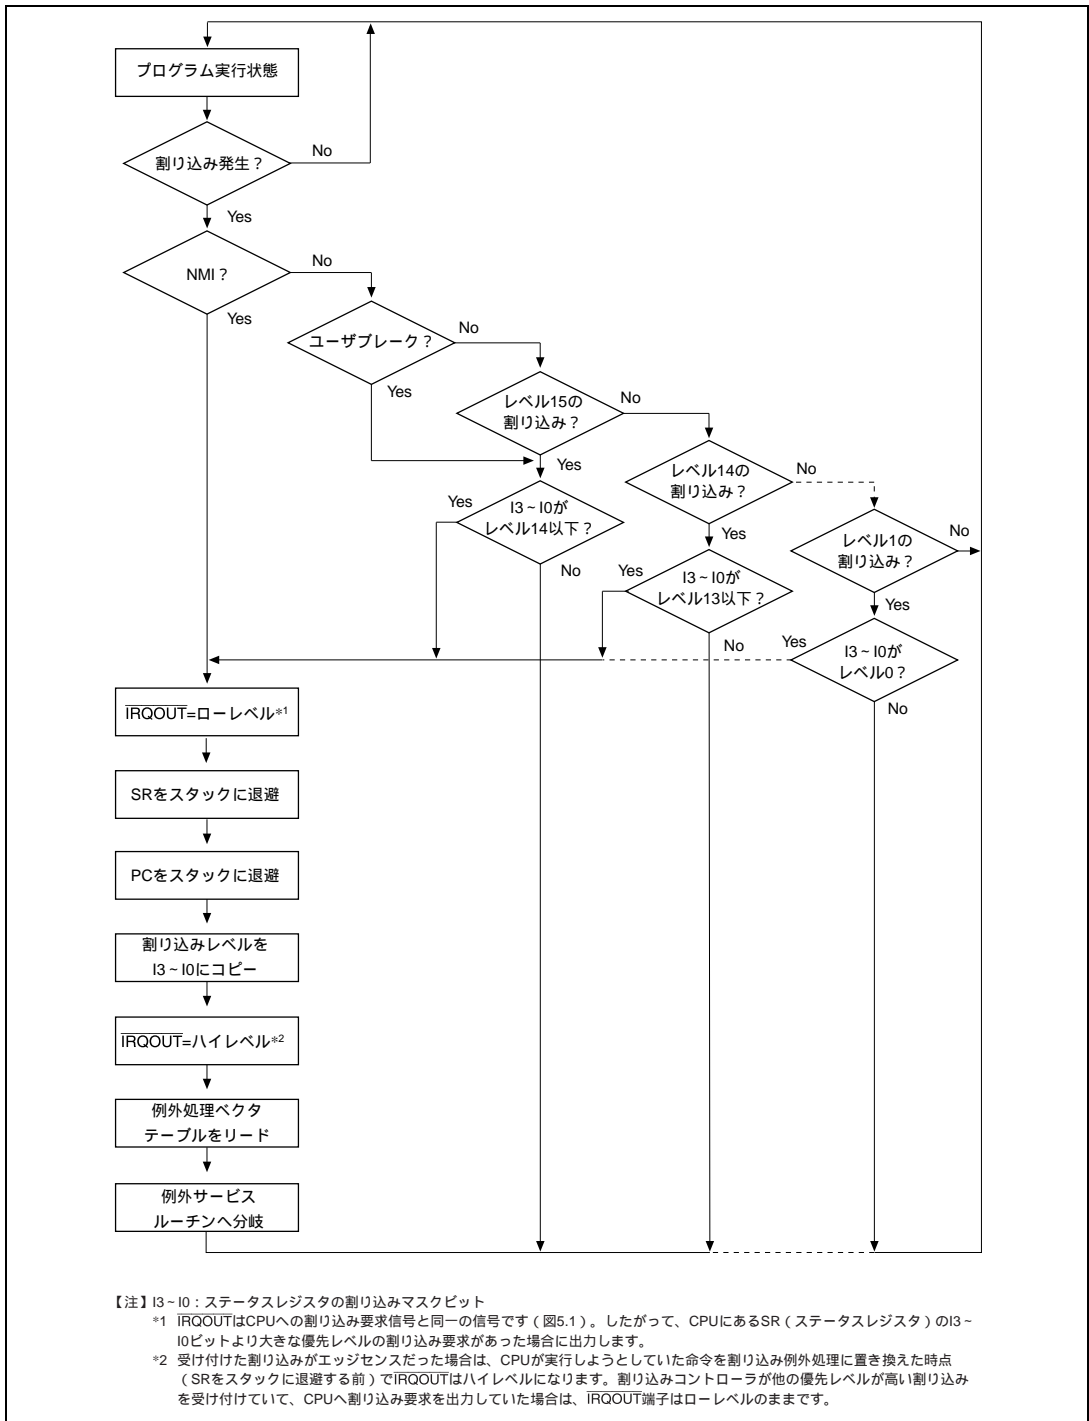 プログラム実行状態
割り込み発生？
No
Yes
NMI？
No
Yes
ユーザブレーク？
No
Yes
レベル15の
割り込み？
No
Yes
レベル14の
割り込み？
No
Yes
I3～I0が
レベル14以下？
Yes
No
レベル1の
割り込み？
No
Yes
I3～I0が
レベル13以下？
Yes
No
I3～I0が
レベル0？
Yes
No
IRQOUT=ローレベル*1
SRをスタックに退避
PCをスタックに退避
割り込みレベルを
I3～I0にコピー
IRQOUT=ハイレベル*2
例外処理ベクタ
テーブルをリード
例外サービス
ルーチンへ分岐
【注】I3～I0：ステータスレジスタの割り込みマスクビット
*1 IRQOUTはCPUへの割り込み要求信号と同一の信号です（図5.1）。したがって、CPUにあるSR（ステータスレジスタ）のI3～
I0ビットより大きな優先レベルの割り込み要求があった場合に出力します。
*2 受け付けた割り込みがエッジセンスだった場合は、CPUが実行しようとしていた命令を割り込み例外処理に置き換えた時点
（SRをスタックに退避する前）でIRQOUTはハイレベルになります。割り込みコントローラが他の優先レベルが高い割り込み
を受け付けていて、CPUへ割り込み要求を出力していた場合は、IRQOUT端子はローレベルのままです。